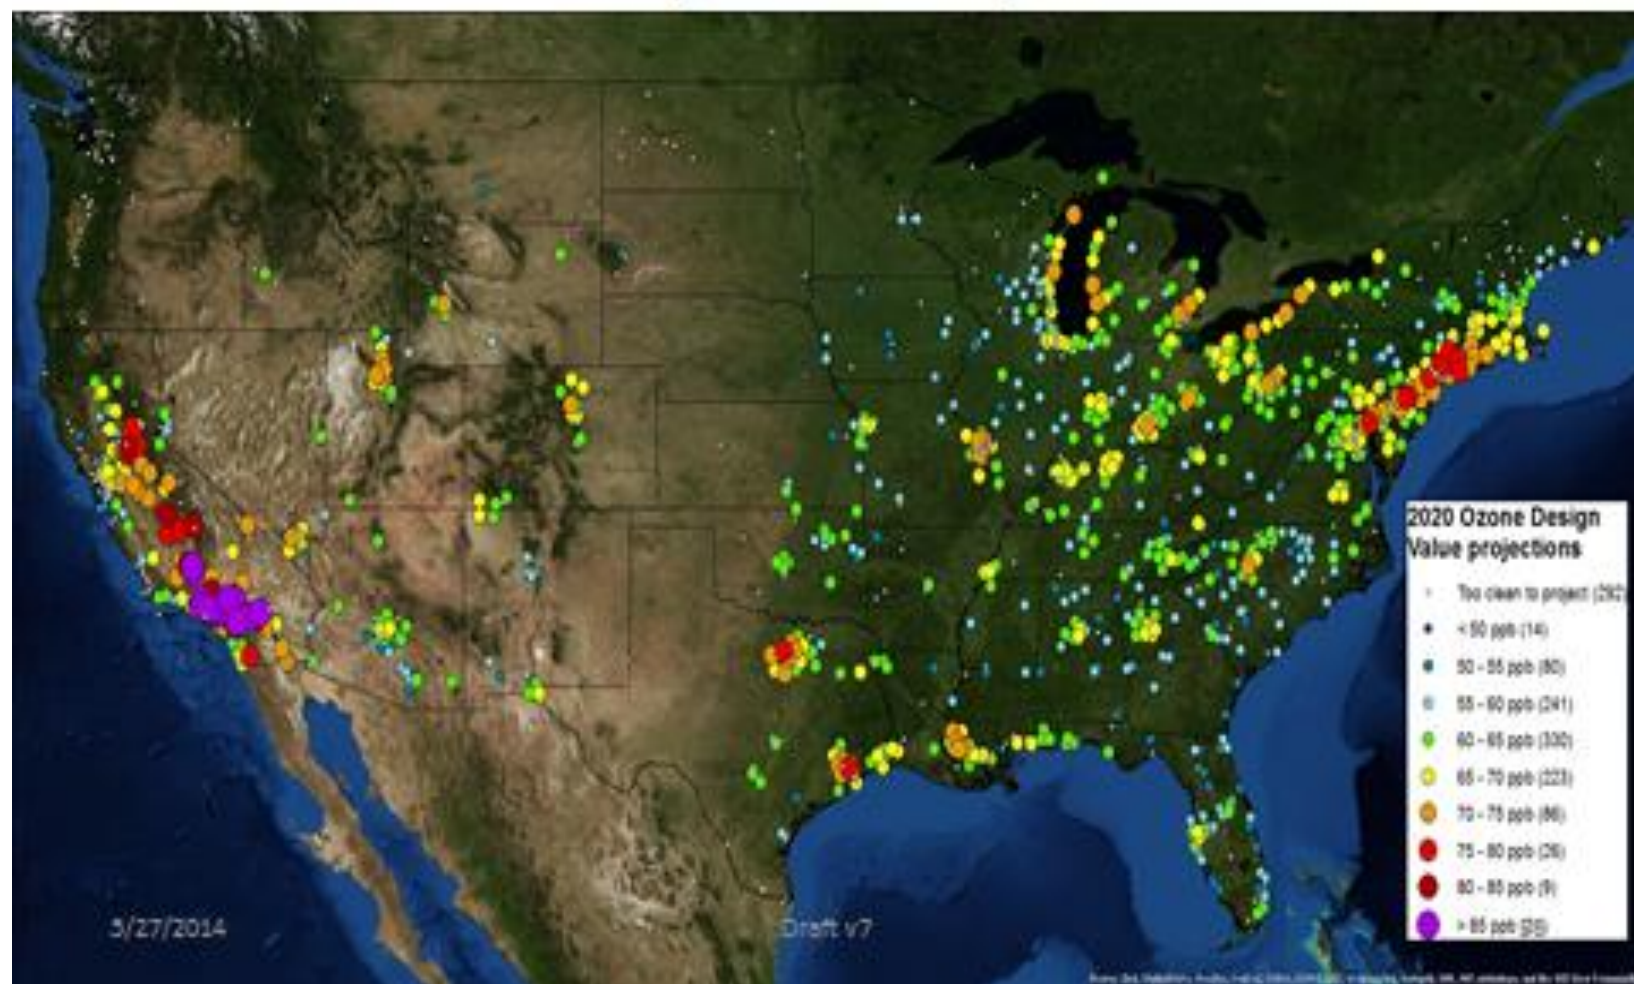 2020 Ozone Design
Value projections
Too clean to project (292)
< 50 ppb (14)
50 - 55 ppb (80)
55 - 60 ppb (241)
60 - 65 ppb (330)
65 - 70 ppb (223)
70 - 75 ppb (86)
75 - 80 ppb (26)
80 - 85 ppb (9)
> 85 ppb
5/27/2014
Draft v7